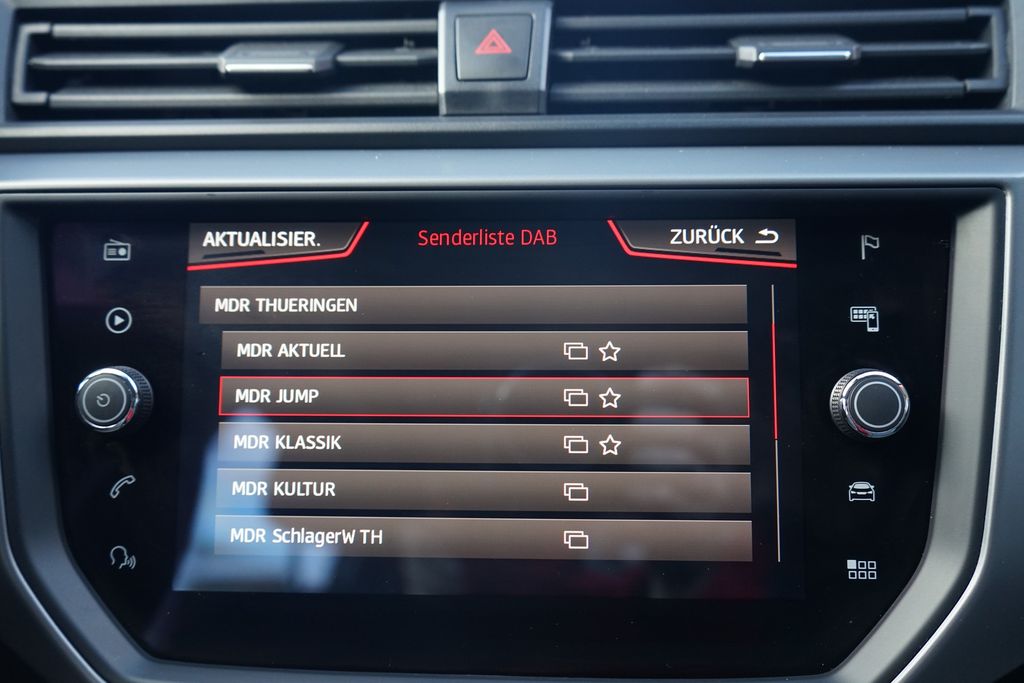 AKTUALISIER.
Senderliste DAB
ZURÜCK
MDR THUERINGEN
MDR AKTUELL
MDR JUMP
MDR KLASSIK
MDR KULTUR
MDR SchlagerW TH